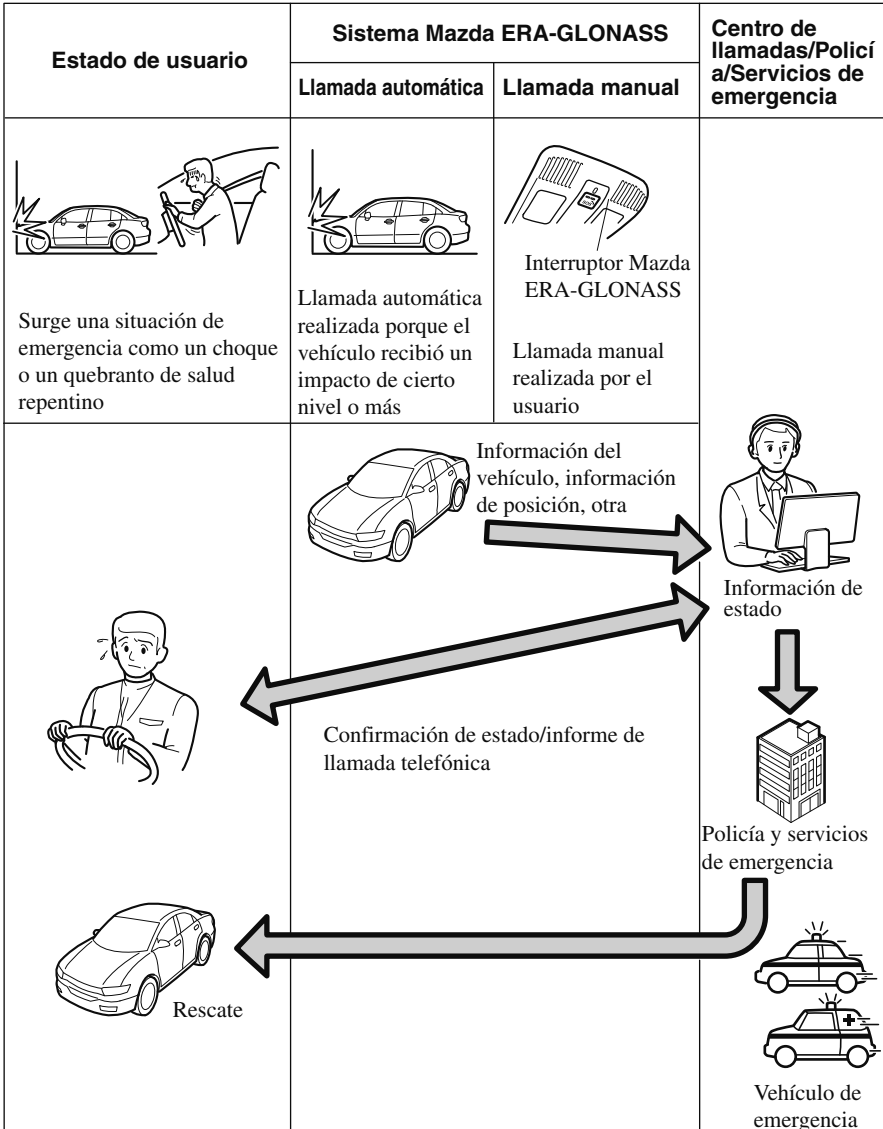 Estado de usuario
Sistema Mazda ERA-GLONASS
Llamada automática
Llamada manual
Centro de
llamadas/Policí
a/Servicios de
emergencia
Surge una situación de
emergencia como un choque
o un quebranto de salud
repentino
Llamada automática
realizada porque el
vehículo recibió un
impacto de cierto
nivel o más
Interruptor Mazda
ERA-GLONASS
Llamada manual
realizada por el
usuario
Información del
vehículo, información
de posición, otra
Información de
estado
Confirmación de estado/informe de
llamada telefónica
Policía y servicios
de emergencia
Rescate
Vehículo de
emergencia